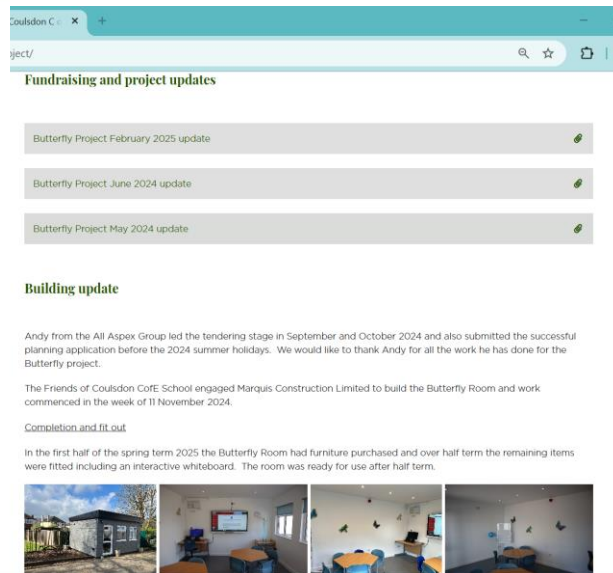 Coulsdon C
ject/
Fundraising and project updates
Butterfly Project February 2025 update
Butterfly Project June 2024 update
Butterfly Project May 2024 update
Building update
Andy from the All Aspex Group led the tendering stage in September and October 2024 and also submitted the successful
planning application before the 2024 summer holidays. We would like to thank Andy for all the work he has done for the
Butterfly project.
The Friends of Coulsdon CofE School engaged Marquis Construction Limited to build the Butterfly Room and work
commenced in the week of 11 November 2024.
Completion and fit out
In the first half of the spring term 2025 the Butterfly Room had furniture purchased and over half term the remaining items
were fitted including an interactive whiteboard. The room was ready for use after half term.